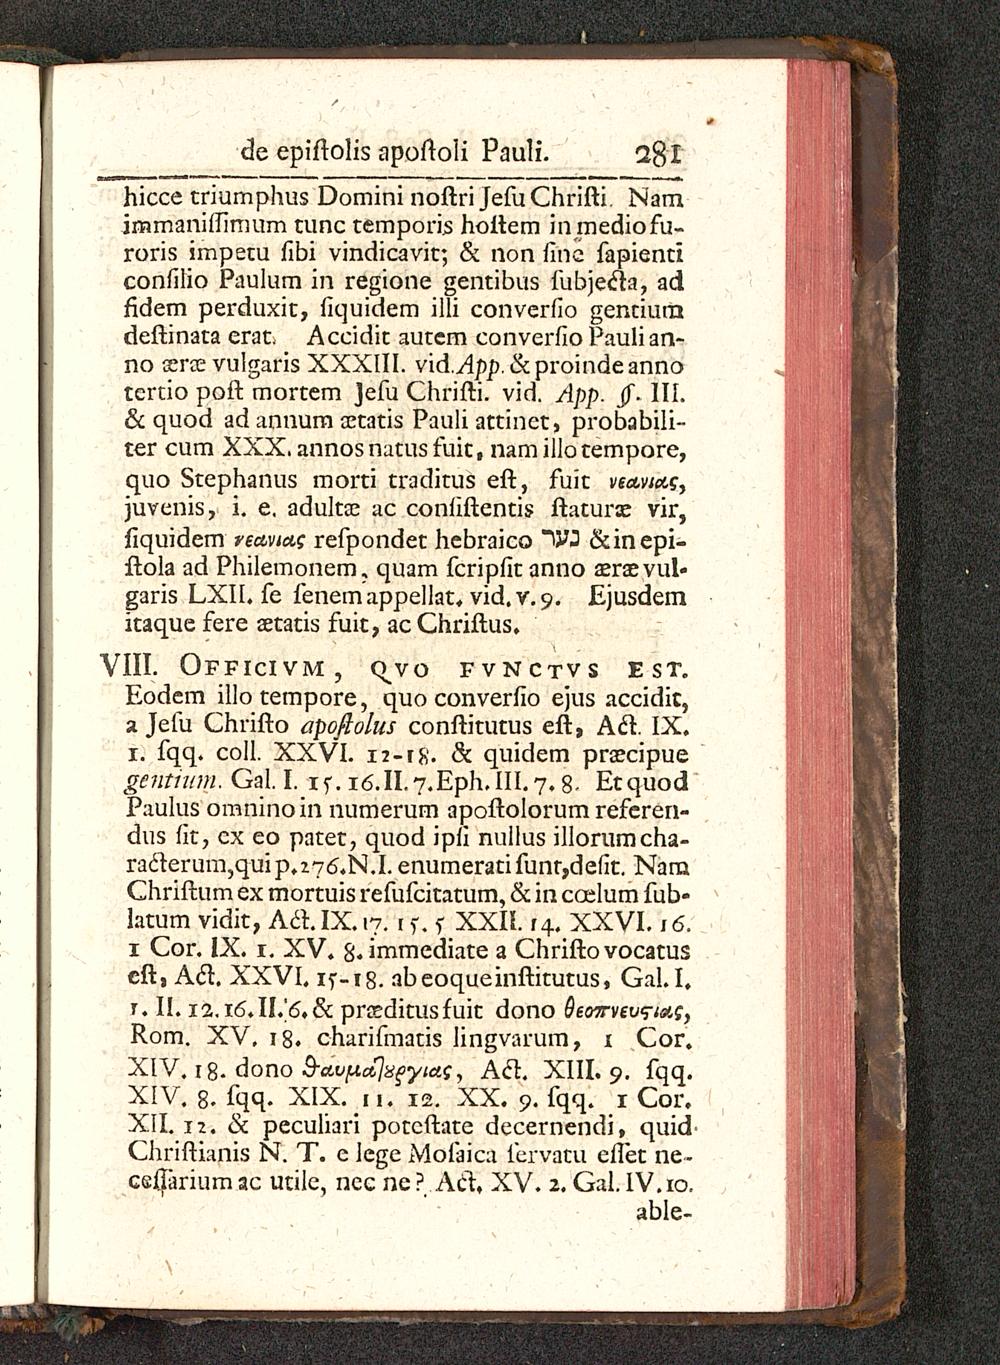 de epiſtolis apoſtoli Pauli. 281
hicce triumphus Domini noſtri Jeſu Chriſti. Nam
immaniſſimum tunc temporis hoſtem in medio fu-
roris impetu ſibi vindicavit; & non ſine ſapienti
conſilio Paulum in regione gentibus ſubjecta, ad
fidem perduxit, ſiquidem illi converſio gentium
deſtinata erat. Accidit autem converſio Pauli an-
no æræ vulgaris XXXIII. vid. App. & proinde anno
tertio poſt mortem Jeſu Chriſti. vid. App. §. III.
& quod ad annum ætatis Pauli attinet, probabili-
ter cum XXX. annos natus fuit, nam illo tempore,
quo Stephanus morti traditus eſt, fuit νεανιας,
juvenis, i. e. adultæ ac conſiſtentis ſtaturæ vir,
ſiquidem νεανιας reſpondet hebraico נער & in epi-
ſtola ad Philemonem, quam ſcripſit anno æræ vul-
garis LXII. ſe ſenem appellat. vid. v. 9. Ejusdem
itaque fere ætatis fuit, ac Chriſtus.
VIII. OFFICIVM, QVO FVNCTVS EST.
Eodem illo tempore, quo converſio ejus accidit,
a Jeſu Chriſto apoſtolus conſtitutus eſt, Act. IX.
1. ſqq. coll. XXVI. 12-18. & quidem præcipue
gentium. Gal. I. 15. 16. II. 7. Eph. III. 7. 8. Et quod
Paulus omnino in numerum apoſtolorum referen-
dus ſit, ex eo patet, quod ipſi nullus illorum cha-
racterum, qui p. 276. N. I. enumerati ſunt, deſit. Nam
Chriſtum ex mortuis reſuſcitatum, & in cœlum ſub-
latum vidit, Act. IX. 17. 15. 5 XXII. 14. XXVI. 16.
1 Cor. IX. 1. XV. 8. immediate a Chriſto vocatus
eſt, Act. XXVI. 15-18. ab eoque inſtitutus, Gal. I.
1. II. 12. 16. II. 6. & præditus fuit dono θεοπνευϛιας,
Rom. XV. 18. chariſmatis lingvarum, 1 Cor.
XIV. 18. dono θαυματȣργιας, Act. XIII. 9. ſqq.
XIV. 8. ſqq. XIX. 11. 12. XX. 9. ſqq. 1 Cor.
XII. 12. & peculiari poteſtate decernendi, quid
Chriſtianis N. T. e lege Moſaica ſervatu eſſet ne-
ceſſarium ac utile, nec ne? Act. XV. 2. Gal. IV. 10.
able-